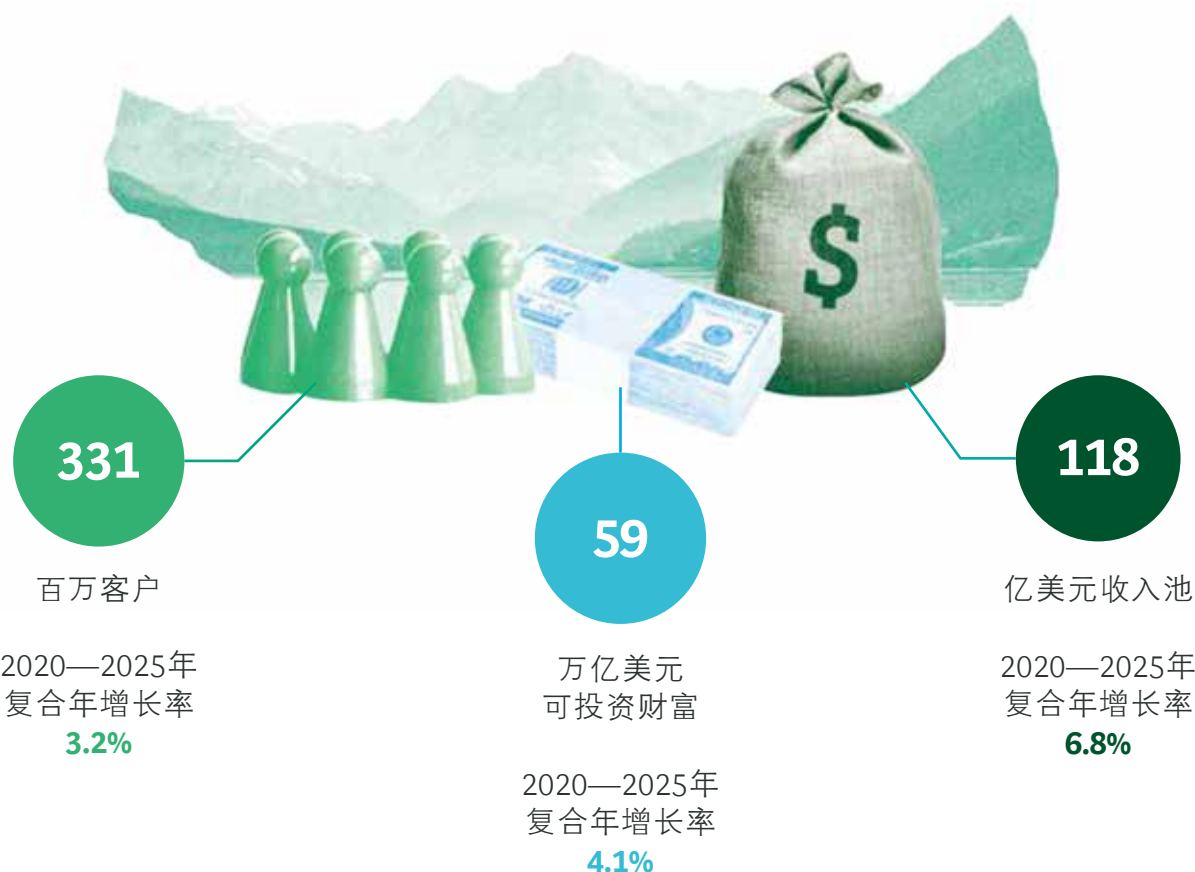 $
331
百万客户
2020—2025年
复合年增长率
3.2%
59
万亿美元
可投资财富
2020—2025年
复合年增长率
4.1%
118
亿美元收入池
2020—2025年
复合年增长率
6.8%